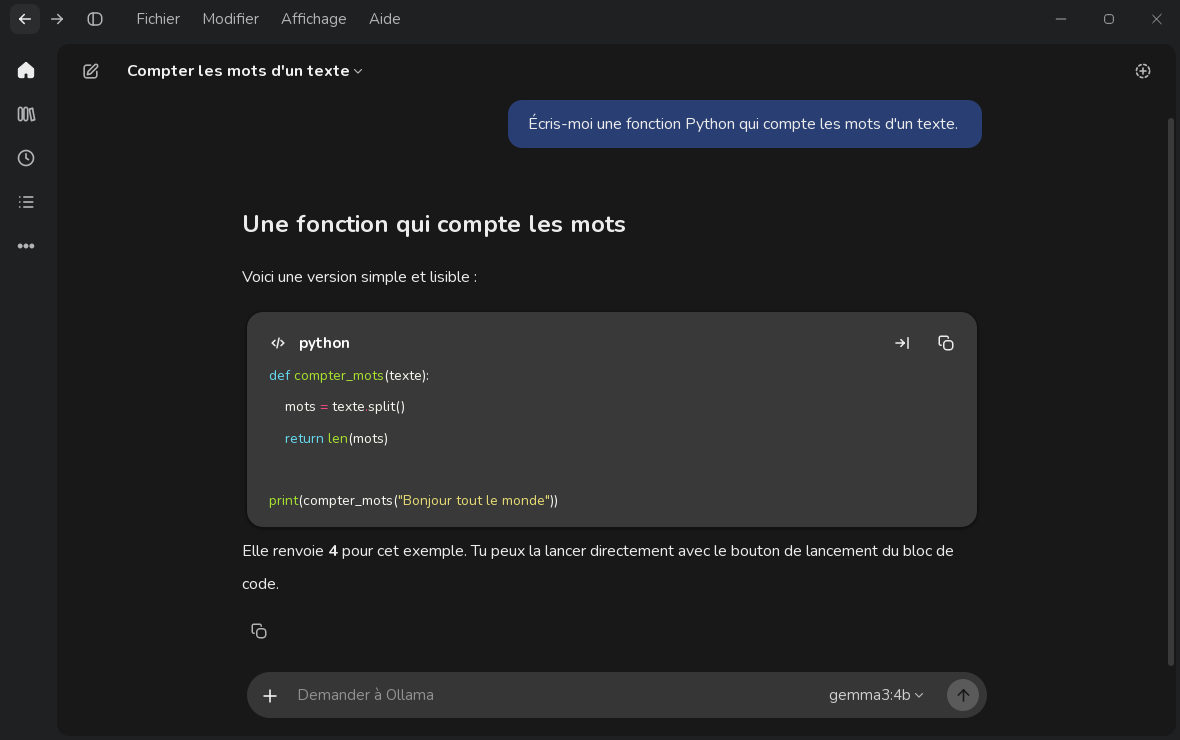 Fichier Modifier Affichage Aide
Compter les mots d'un texte
Écris-moi une fonction Python qui compte les mots d'un texte.
Une fonction qui compte les mots
Voici une version simple et lisible :
python
def compter_mots(texte):
    mots = texte.split()
    return len(mots)
print(compter_mots("Bonjour tout le monde"))
Elle renvoie 4 pour cet exemple. Tu peux la lancer directement avec le bouton de lancement du bloc de
code.
Demander à Ollama gemma3:4b